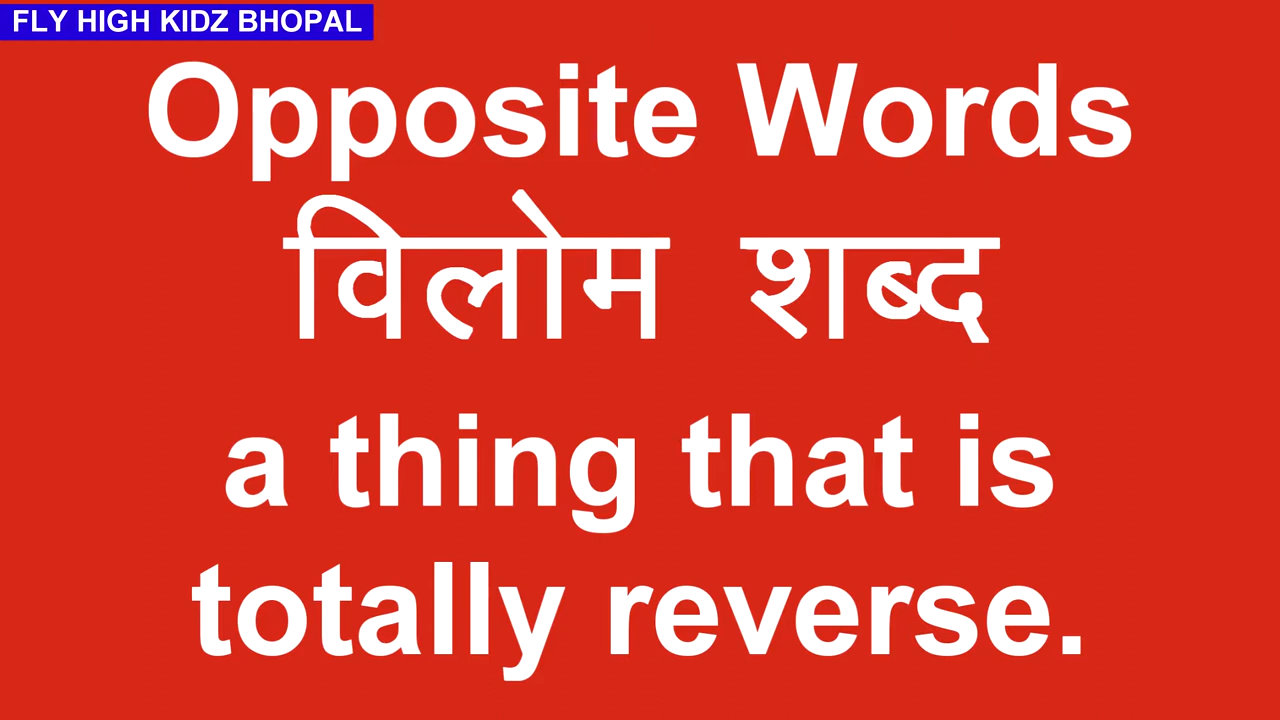 FLY HIGH KIDZ BHOPAL
Opposite Words
विलोम शब्द
a thing that is
totally reverse.